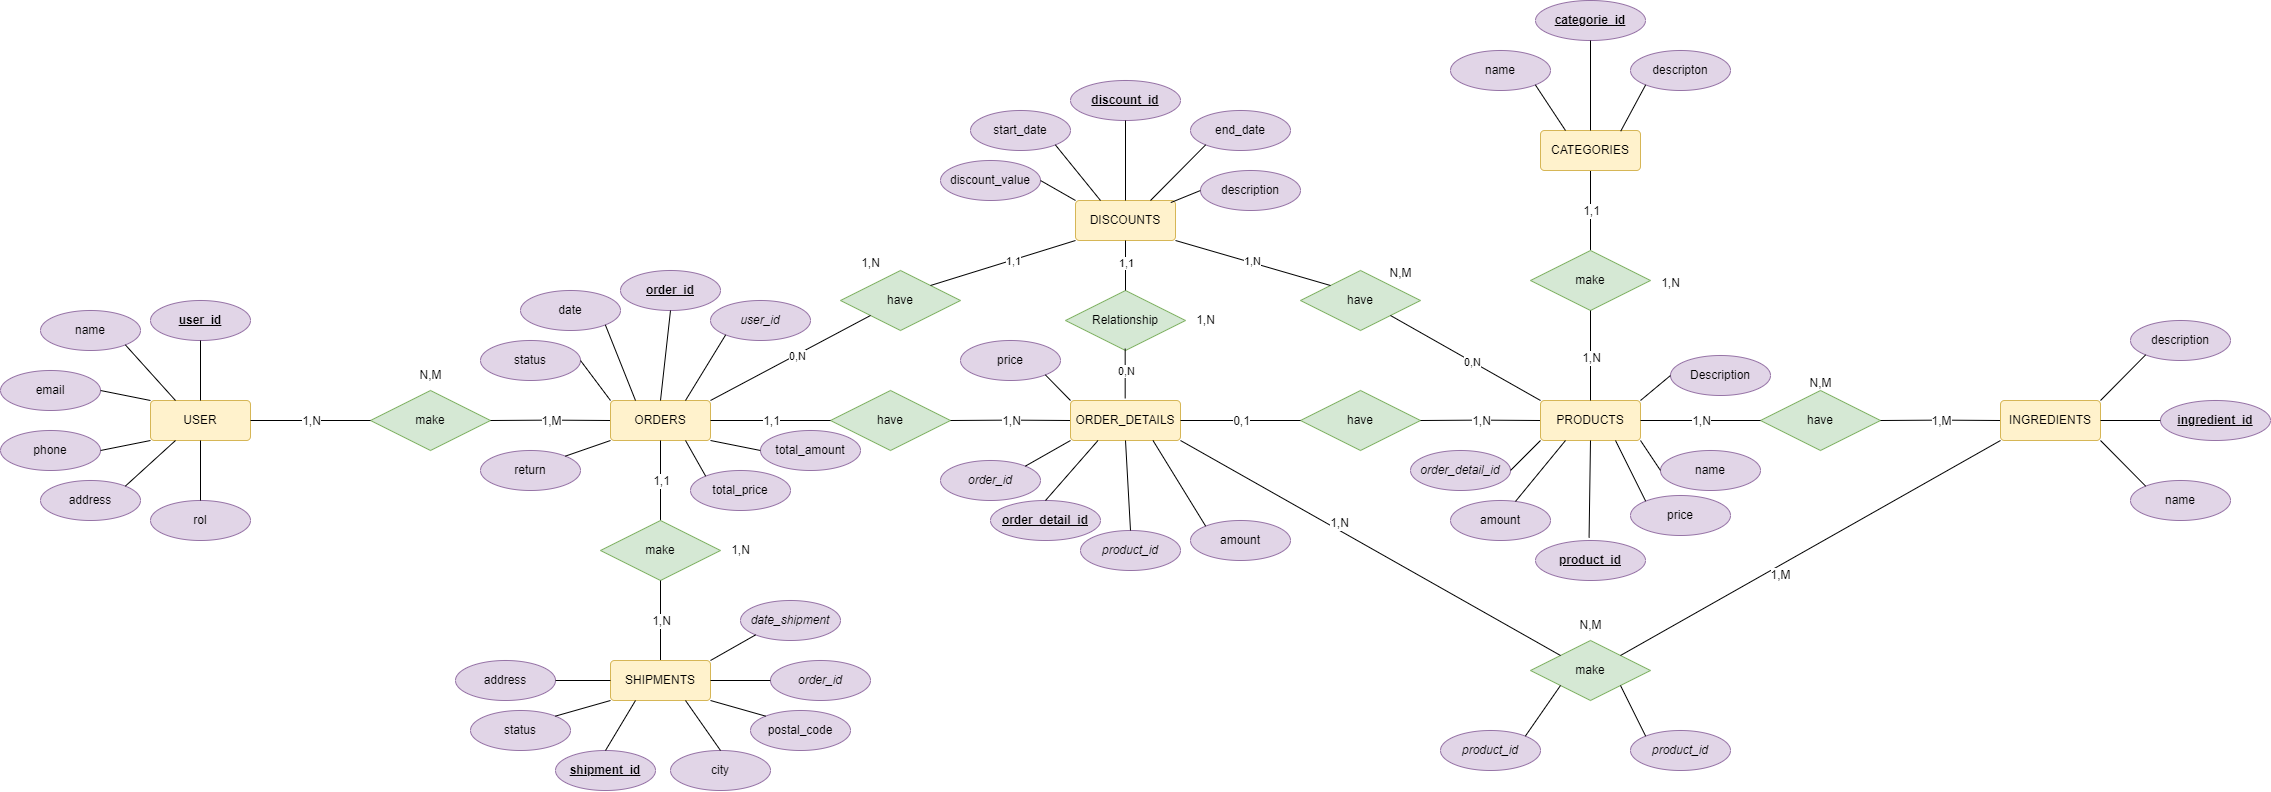 categorie_id
name
descripton
CATEGORIES
1,1
make
1,N
1,N
discount_id
start_date
end_date
discount_value
description
DISCOUNTS
1,1
1,1
1,N
1,N
have
0,N
Relationship
1,N
0,N
N,M
have
0,N
user_id
name
email
phone
address
rol
USER
1,N
N,M
make
1,M
order_id
date
user_id
status
ORDERS
return
total_amount
total_price
1,1
have
1,N
1,1
make
1,N
1,N
price
ORDER_DETAILS
order_id
order_detail_id
product_id
amount
0,1
have
1,N
Description
PRODUCTS
order_detail_id
name
amount
price
product_id
1,N
N,M
have
1,M
description
INGREDIENTS
ingredient_id
name
1,N
1,M
N,M
make
product_id
product_id
date_shipment
address
SHIPMENTS
order_id
status
postal_code
shipment_id
city